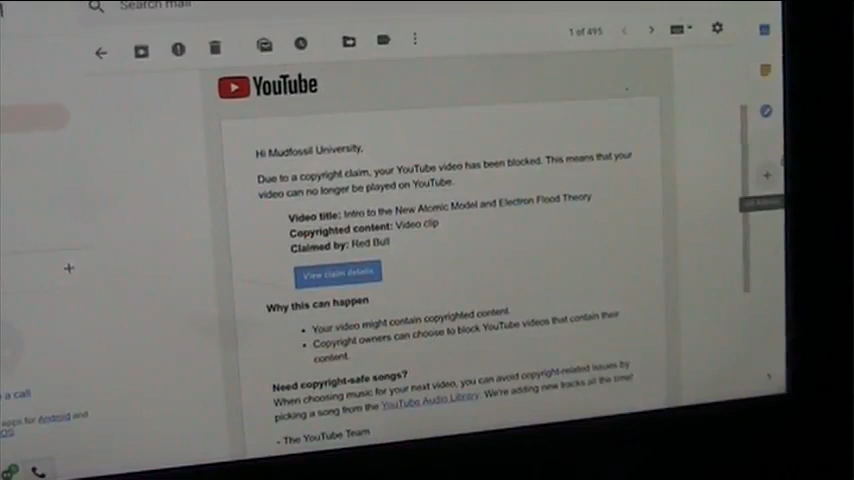 Search mail
1 of 495
YouTube
Hi Mudfossil University,
Due to a copyright claim, your YouTube video has been blocked. This means that your
video can no longer be played on YouTube.
Video title: Intro to the New Atomic Model and Electron Flood Theory
Copyrighted content: Video clip
Claimed by: Red Bull
View claim details
Why this can happen
• Your video might contain copyrighted content.
• Copyright owners can choose to block YouTube videos that contain their
content.
Need copyright-safe songs?
When choosing music for your next video, you can avoid copyright-related issues by
picking a song from the YouTube Audio Library. We're adding new tracks all the time!
- The YouTube Team
a call
apps for Android and